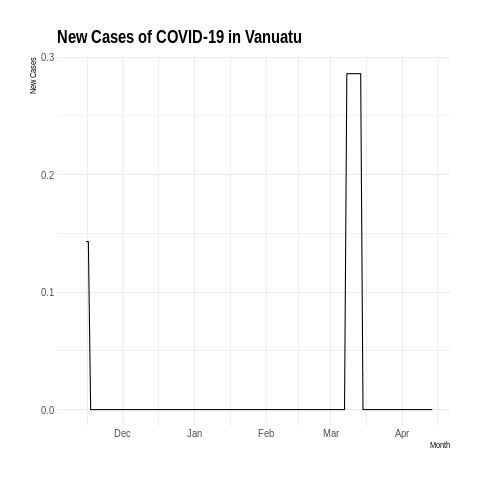 New Cases of COVID-19 in Vanuatu
New Cases
0.3
0.2
0.1
0.0
Dec Jan Feb Mar Apr
Month